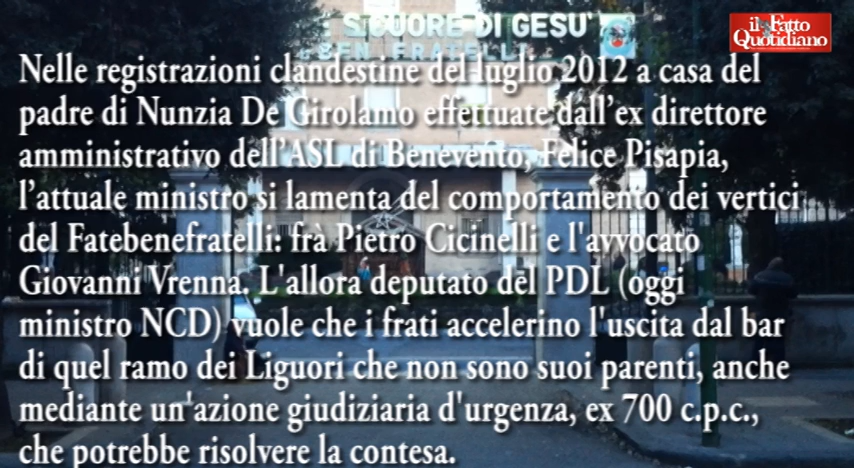 S. CUORE DI GESU'
BEN. FRATELLI
il Fatto
Quotidiano
Nelle registrazioni clandestine del luglio 2012 a casa del
padre di Nunzia De Girolamo effettuate dall'ex direttore
amministrativo dell'ASL di Benevento, Felice Pisapia,
l'attuale ministro si lamenta del comportamento dei vertici
del Fatebenefratelli: frà Pietro Cicinelli e l'avvocato
Giovanni Vrenna. L'allora deputato del PDL (oggi
ministro NCD) vuole che i frati accelerino l'uscita dal bar
di quel ramo dei Liguori che non sono suoi parenti, anche
mediante un'azione giudiziaria d'urgenza, ex 700 c.p.c.,
che potrebbe risolvere la contesa.